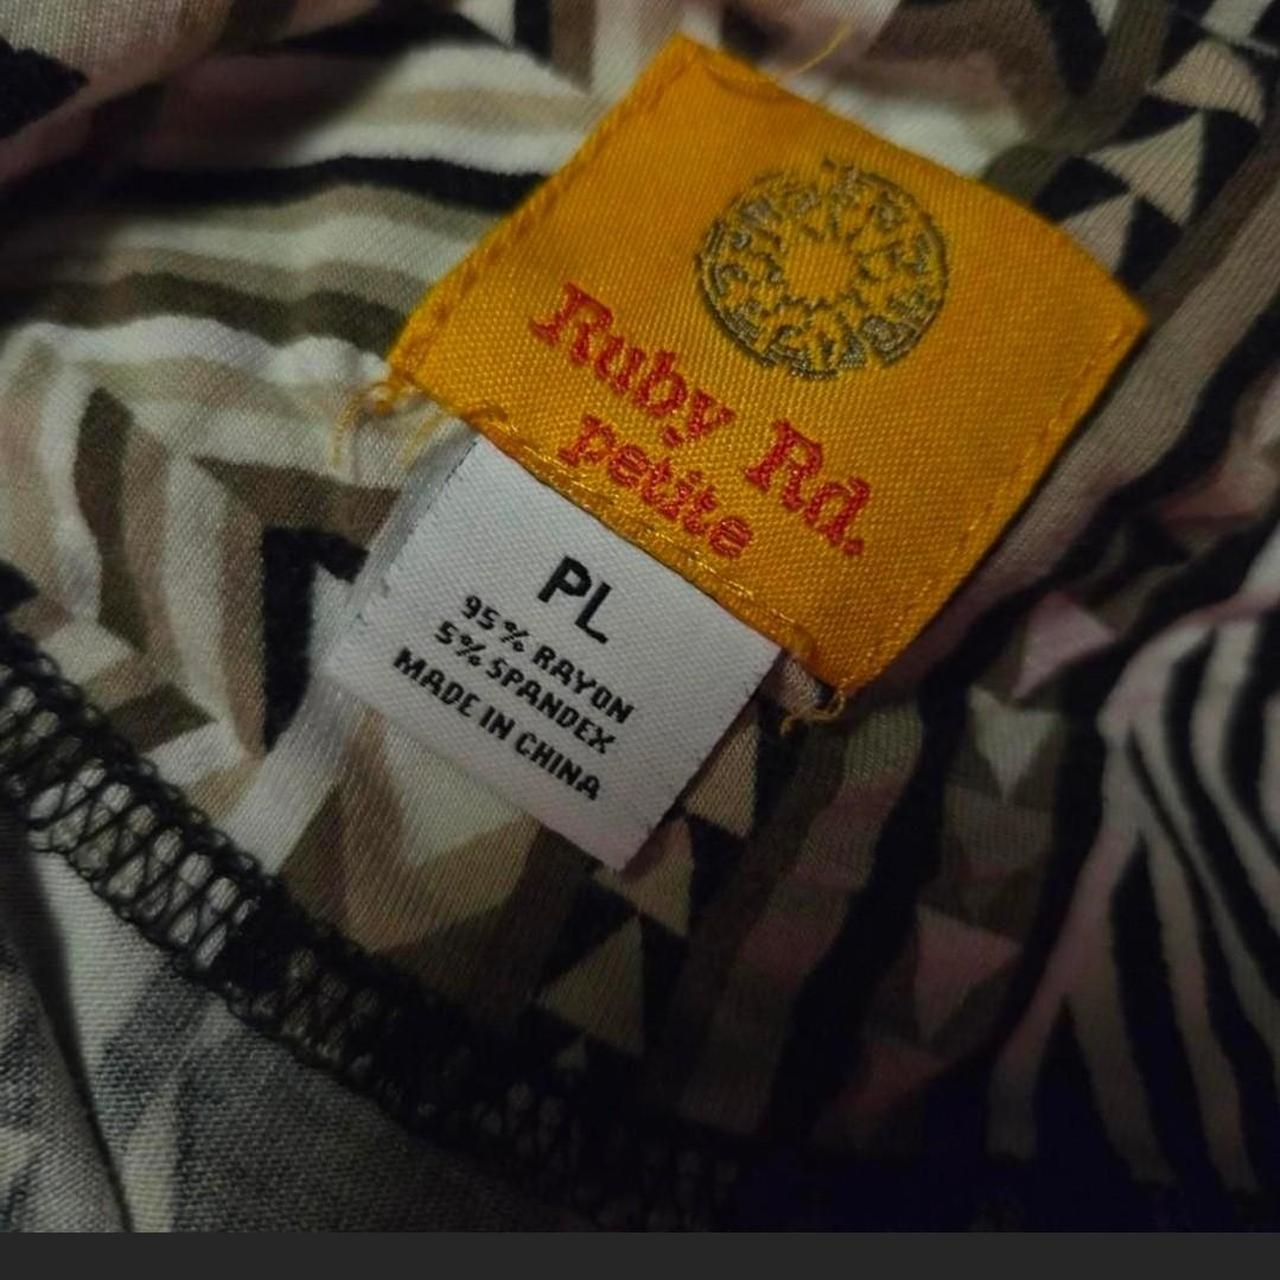 Ruby Rd.
petite
PL
95% RAYON
5% SPANDEX
MADE IN CHINA